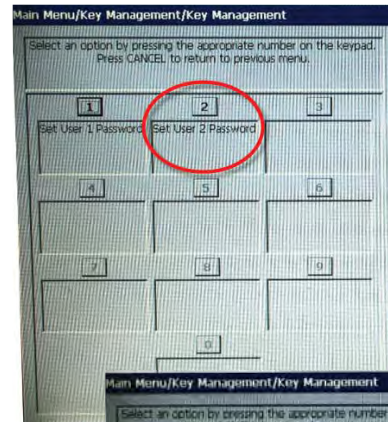 Main Menu/Key Management/Key Management
Select an option by pressing the appropriate number on the keypad.
Press CANCEL to return to previous menu.
1 2 3
Set User 1 Password Set User 2 Password
4 5 6
7 8 9
0
Main Menu/Key Management/Key Management
Select an option by pressing the appropriate number